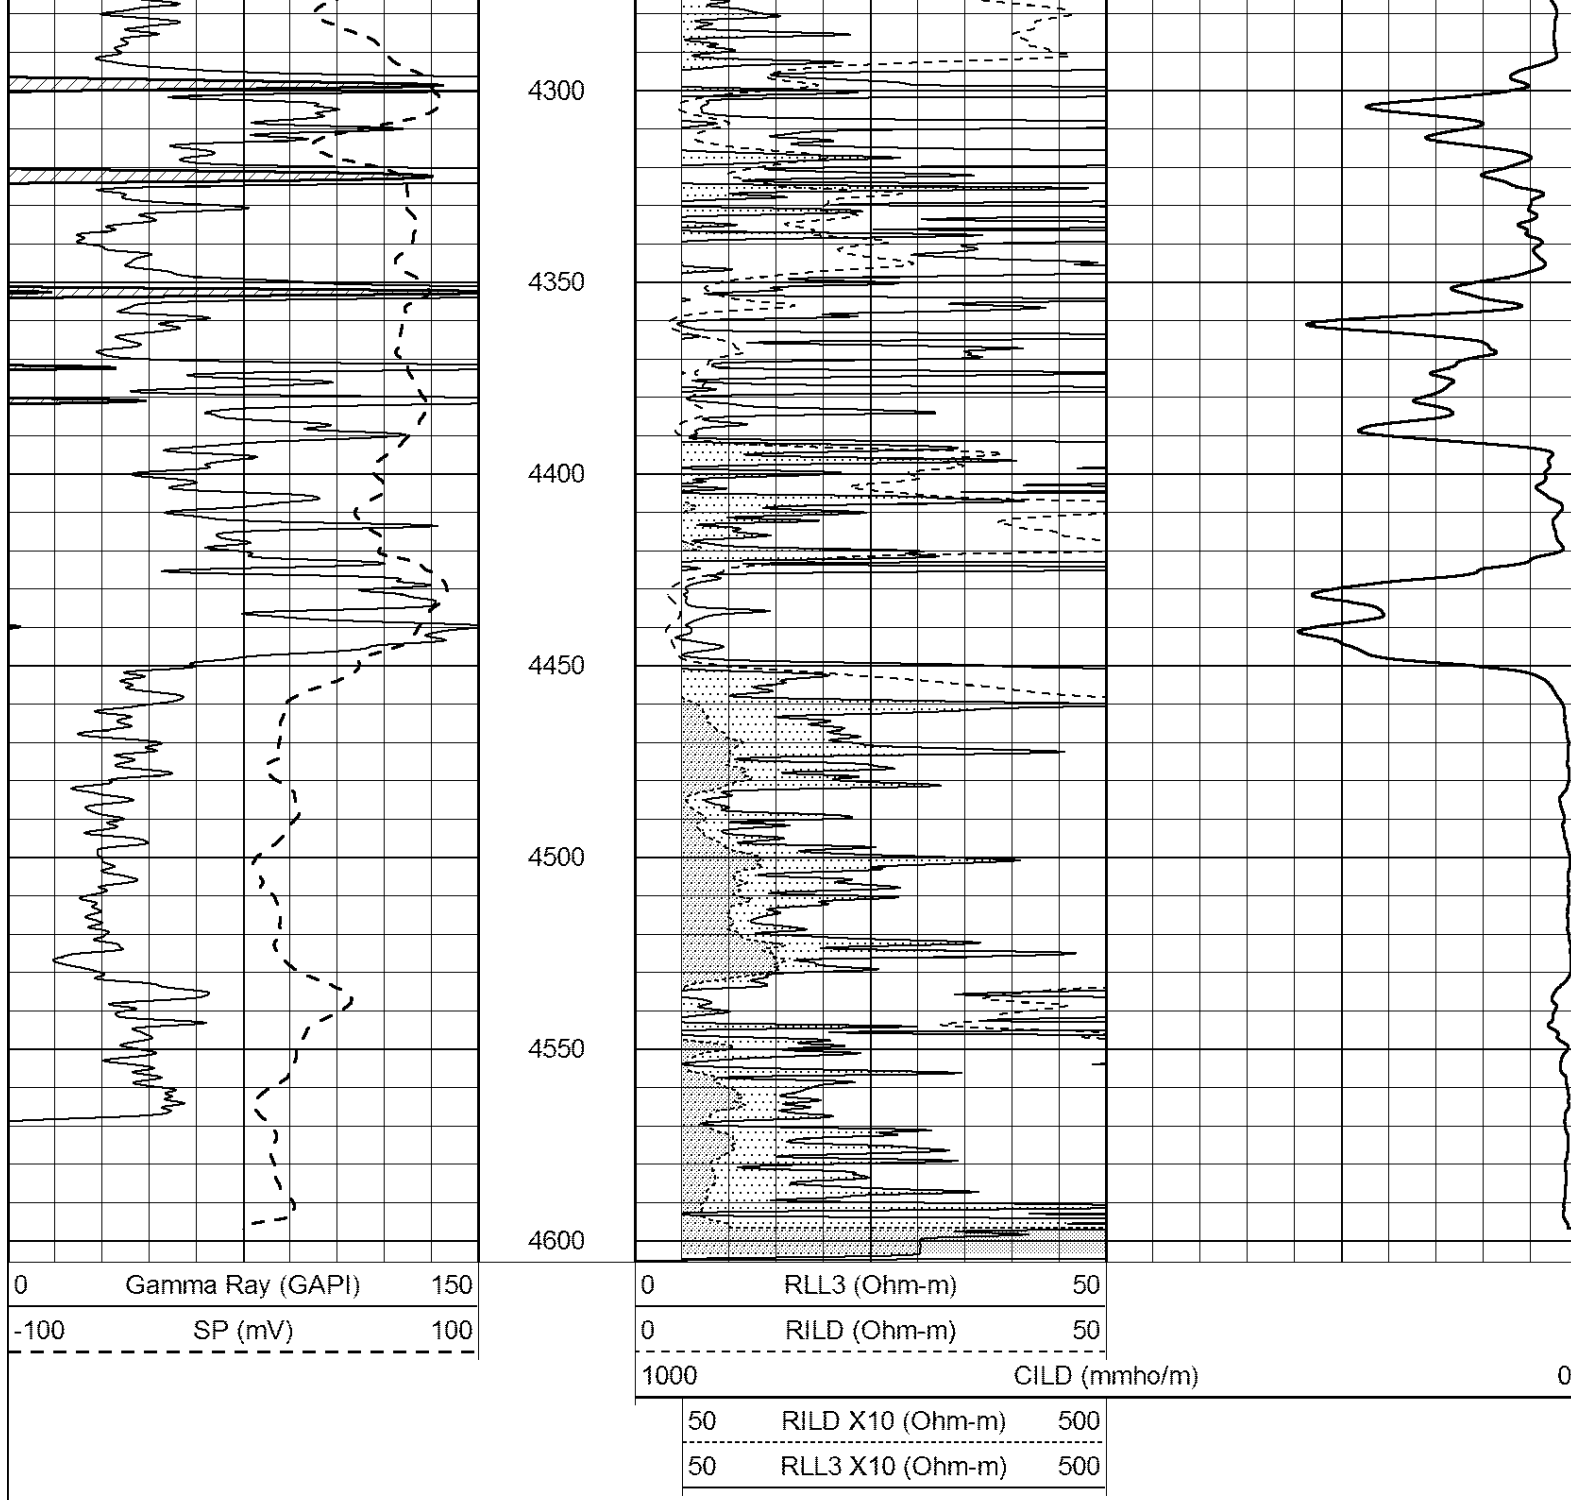 4300
4350
4400
4450
4500
4550
4600
0 Gamma Ray (GAPI) 150
-100 SP (mV) 100
0 RLL3 (Ohm-m) 50
0 RILD (Ohm-m) 50
1000 CILD (mmho/m) 0
50 RILD X10 (Ohm-m) 500
50 RLL3 X10 (Ohm-m) 500